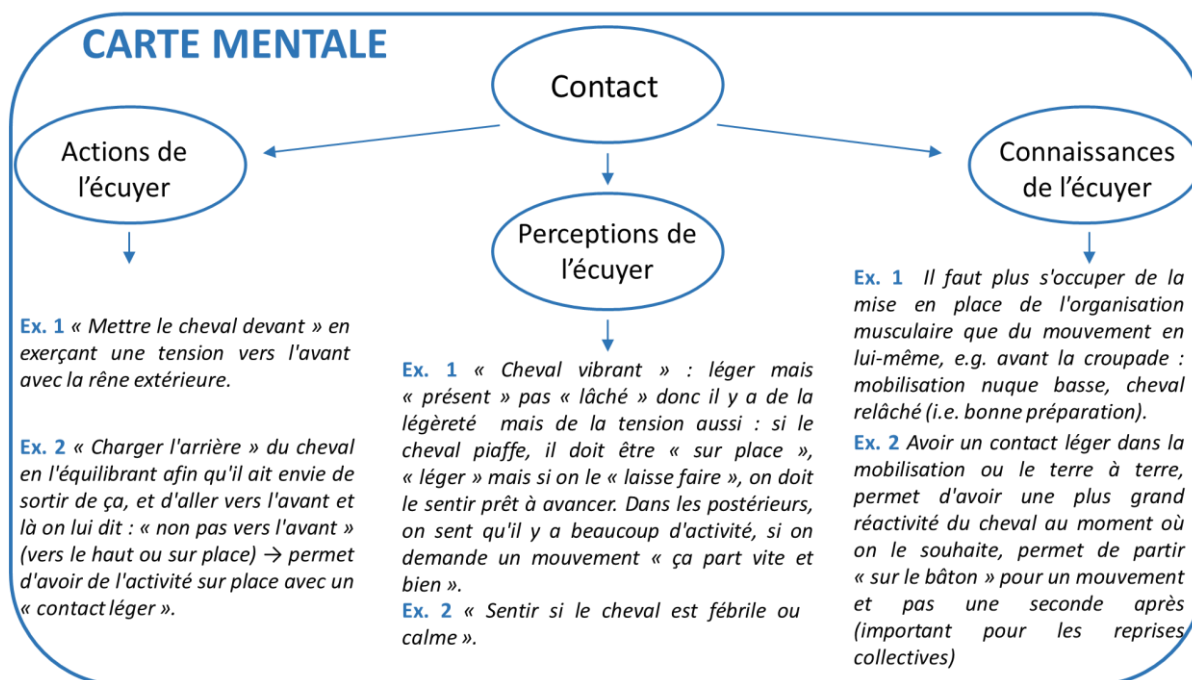 CARTE MENTALE
Contact
Actions de
l'écuyer
Perceptions de
l'écuyer
Connaissances
de l'écuyer
Ex. 1 « Mettre le cheval devant » en
exerçant une tension vers l'avant
avec la rêne extérieure.
Ex. 2 « Charger l'arrière » du cheval
en l'équilibrant afin qu'il ait envie de
sortir de ça, et d'aller vers l'avant et
là on lui dit : « non pas vers l'avant »
(vers le haut ou sur place) → permet
d'avoir de l'activité sur place avec un
« contact léger ».
Ex. 1 « Cheval vibrant » : léger mais
« présent » pas « lâché » donc il y a de la
légèreté mais de la tension aussi : si le
cheval piaffe, il doit être « sur place »,
« léger » mais si on le « laisse faire », on doit
le sentir prêt à avancer. Dans les postérieurs,
on sent qu'il y a beaucoup d'activité, si on
demande un mouvement « ça part vite et
bien ».
Ex. 2 « Sentir si le cheval est fébrile ou
calme ».
Ex. 1 Il faut plus s'occuper de la
mise en place de l'organisation
musculaire que du mouvement en
lui-même, e.g. avant la croupade :
mobilisation nuque basse, cheval
relâché (i.e. bonne préparation).
Ex. 2 Avoir un contact léger dans la
mobilisation ou le terre à terre,
permet d'avoir une plus grand
réactivité du cheval au moment où
on le souhaite, permet de partir
« sur le bâton » pour un mouvement
et pas une seconde après
(important pour les reprises
collectives)